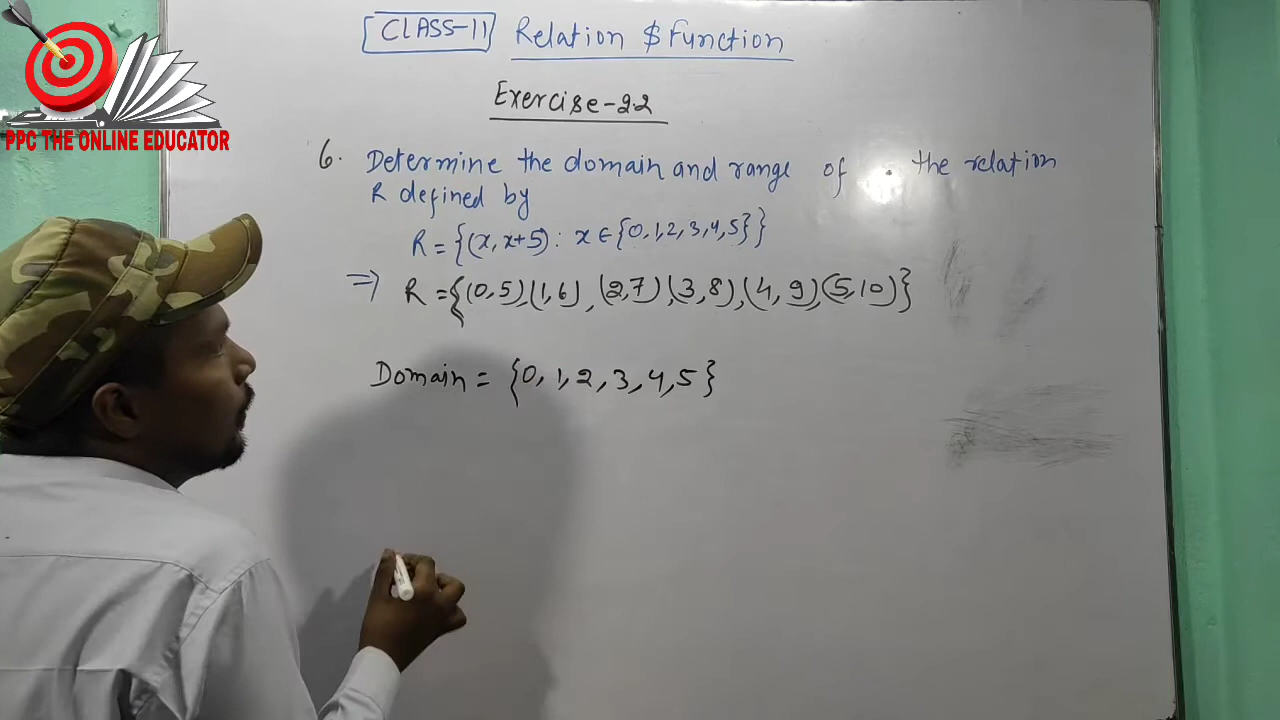 PPC THE ONLINE EDUCATOR
CLASS-11 Relation $ Function
Exercise-2.2
6. Determine the domain and range of the relation
R defined by
R = {(x, x+5) : x ∈ {0,1,2,3,4,5}}
⇒ R = {(0,5),(1,6),(2,7),(3,8),(4,9),(5,10)}
Domain = {0,1,2,3,4,5}